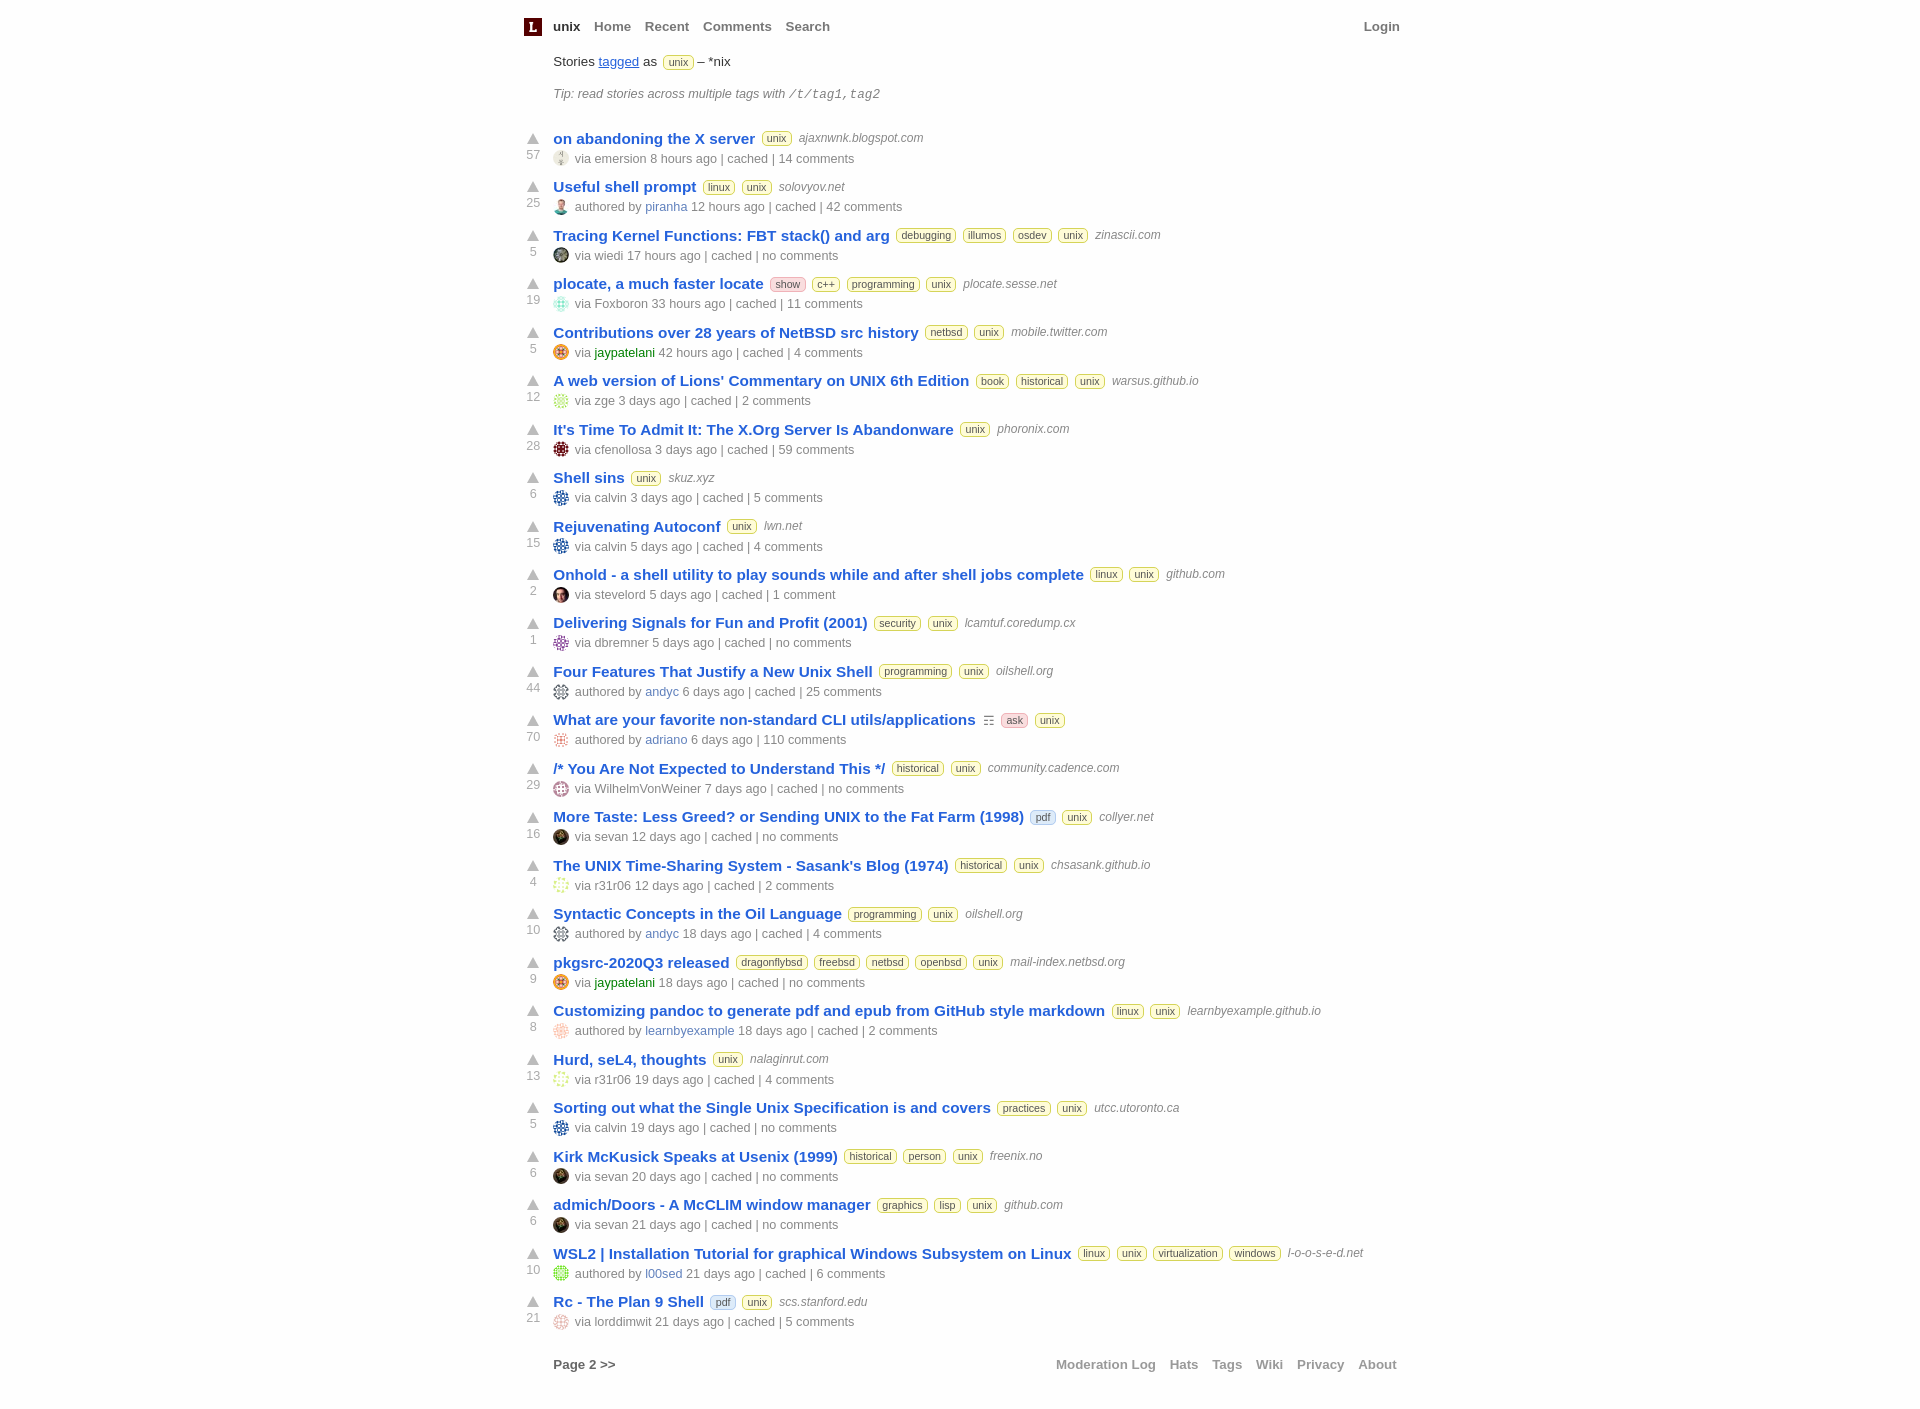 L unix Home Recent Comments Search Login
Stories tagged as unix – *nix
Tip: read stories across multiple tags with /t/tag1,tag2
on abandoning the X server unix ajaxnwnk.blogspot.com
57 via emersion 8 hours ago | cached | 14 comments
Useful shell prompt linux unix solovyov.net
25 authored by piranha 12 hours ago | cached | 42 comments
Tracing Kernel Functions: FBT stack() and arg debugging illumos osdev unix zinascii.com
5 via wiedi 17 hours ago | cached | no comments
plocate, a much faster locate show c++ programming unix plocate.sesse.net
19 via Foxboron 33 hours ago | cached | 11 comments
Contributions over 28 years of NetBSD src history netbsd unix mobile.twitter.com
5 via jaypatelani 42 hours ago | cached | 4 comments
A web version of Lions' Commentary on UNIX 6th Edition book historical unix warsus.github.io
12 via zge 3 days ago | cached | 2 comments
It's Time To Admit It: The X.Org Server Is Abandonware unix phoronix.com
28 via cfenollosa 3 days ago | cached | 59 comments
Shell sins unix skuz.xyz
6 via calvin 3 days ago | cached | 5 comments
Rejuvenating Autoconf unix lwn.net
15 via calvin 5 days ago | cached | 4 comments
Onhold - a shell utility to play sounds while and after shell jobs complete linux unix github.com
2 via stevelord 5 days ago | cached | 1 comment
Delivering Signals for Fun and Profit (2001) security unix lcamtuf.coredump.cx
1 via dbremner 5 days ago | cached | no comments
Four Features That Justify a New Unix Shell programming unix oilshell.org
44 authored by andyc 6 days ago | cached | 25 comments
What are your favorite non-standard CLI utils/applications ☶ ask unix
70 authored by adriano 6 days ago | 110 comments
/* You Are Not Expected to Understand This */ historical unix community.cadence.com
29 via WilhelmVonWeiner 7 days ago | cached | no comments
More Taste: Less Greed? or Sending UNIX to the Fat Farm (1998) pdf unix collyer.net
16 via sevan 12 days ago | cached | no comments
The UNIX Time-Sharing System - Sasank's Blog (1974) historical unix chsasank.github.io
4 via r31r06 12 days ago | cached | 2 comments
Syntactic Concepts in the Oil Language programming unix oilshell.org
10 authored by andyc 18 days ago | cached | 4 comments
pkgsrc-2020Q3 released dragonflybsd freebsd netbsd openbsd unix mail-index.netbsd.org
9 via jaypatelani 18 days ago | cached | no comments
Customizing pandoc to generate pdf and epub from GitHub style markdown linux unix learnbyexample.github.io
8 authored by learnbyexample 18 days ago | cached | 2 comments
Hurd, seL4, thoughts unix nalaginrut.com
13 via r31r06 19 days ago | cached | 4 comments
Sorting out what the Single Unix Specification is and covers practices unix utcc.utoronto.ca
5 via calvin 19 days ago | cached | no comments
Kirk McKusick Speaks at Usenix (1999) historical person unix freenix.no
6 via sevan 20 days ago | cached | no comments
admich/Doors - A McCLIM window manager graphics lisp unix github.com
6 via sevan 21 days ago | cached | no comments
WSL2 | Installation Tutorial for graphical Windows Subsystem on Linux linux unix virtualization windows l-o-o-s-e-d.net
10 authored by l00sed 21 days ago | cached | 6 comments
Rc - The Plan 9 Shell pdf unix scs.stanford.edu
21 via lorddimwit 21 days ago | cached | 5 comments
Page 2 >> Moderation Log Hats Tags Wiki Privacy About